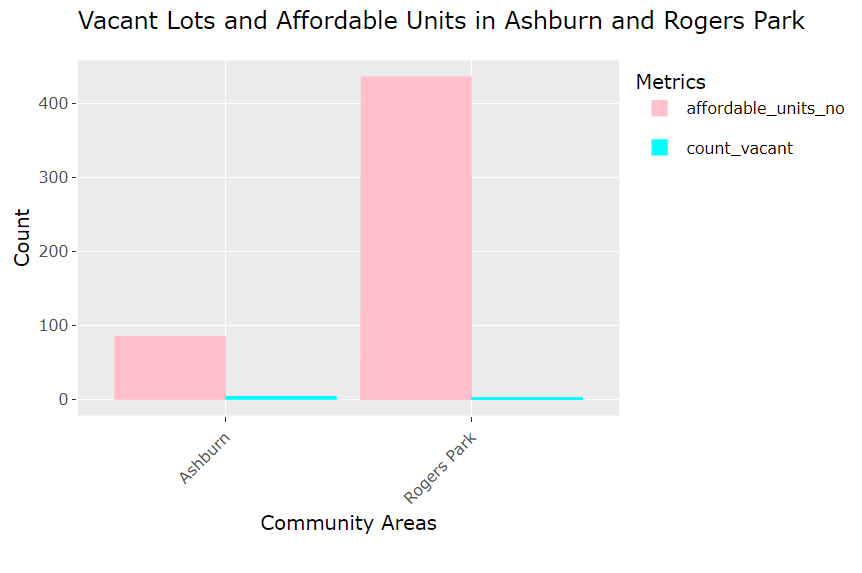 Vacant Lots and Affordable Units in Ashburn and Rogers Park
Metrics
affordable_units_no
count_vacant
Count
400
300
200
100
0
Ashburn
Rogers Park
Community Areas